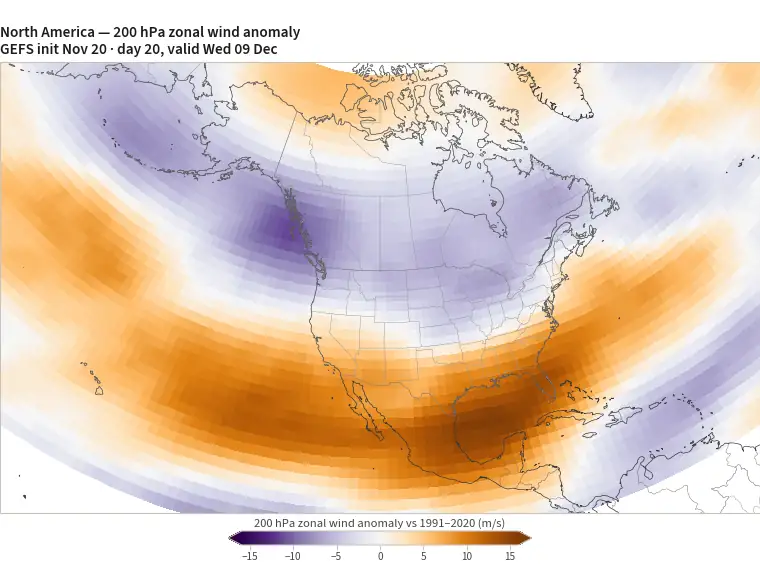 North America — 200 hPa zonal wind anomaly
GEFS init Nov 20 · day 20, valid Wed 09 Dec
200 hPa zonal wind anomaly vs 1991–2020 (m/s)
−15 −10 −5 0 5 10 15